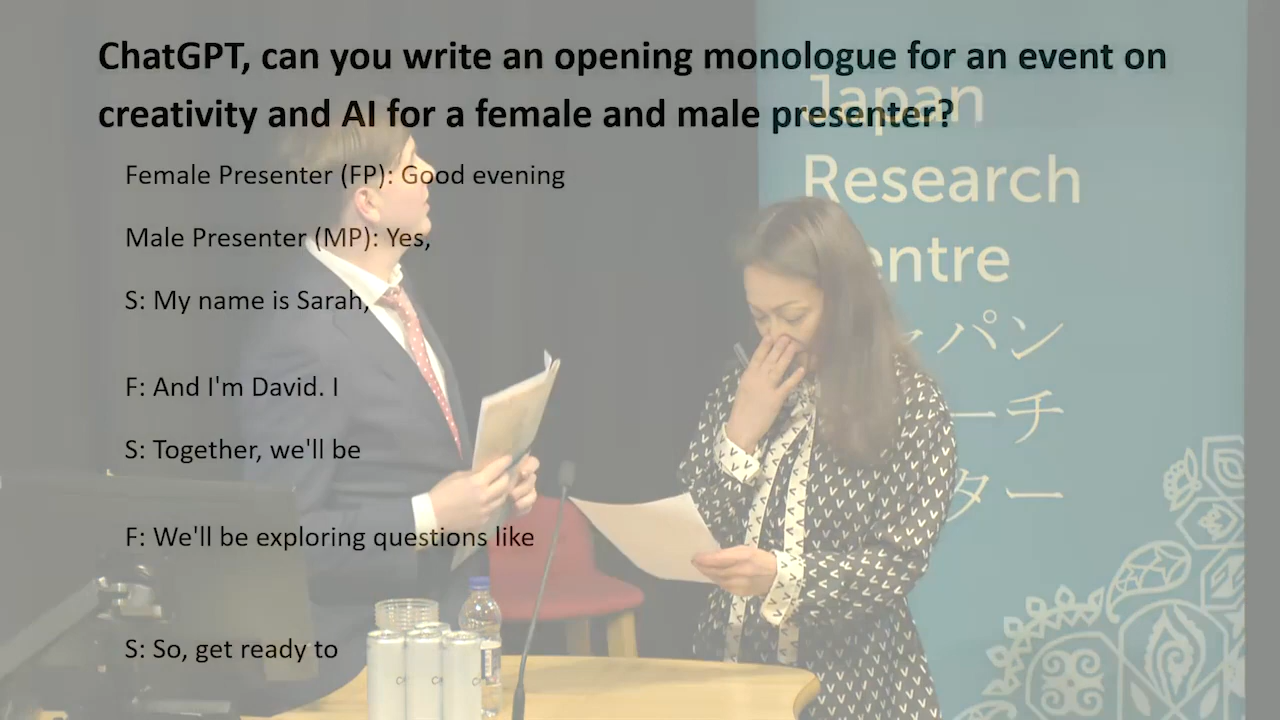 ChatGPT, can you write an opening monologue for an event on
creativity and AI for a female and male presenter?
Female Presenter (FP): Good evening
Male Presenter (MP): Yes,
S: My name is Sarah,
F: And I'm David. I
S: Together, we'll be
F: We'll be exploring questions like
S: So, get ready to
Japan
Research
entre
ャパン
ーチ
ター